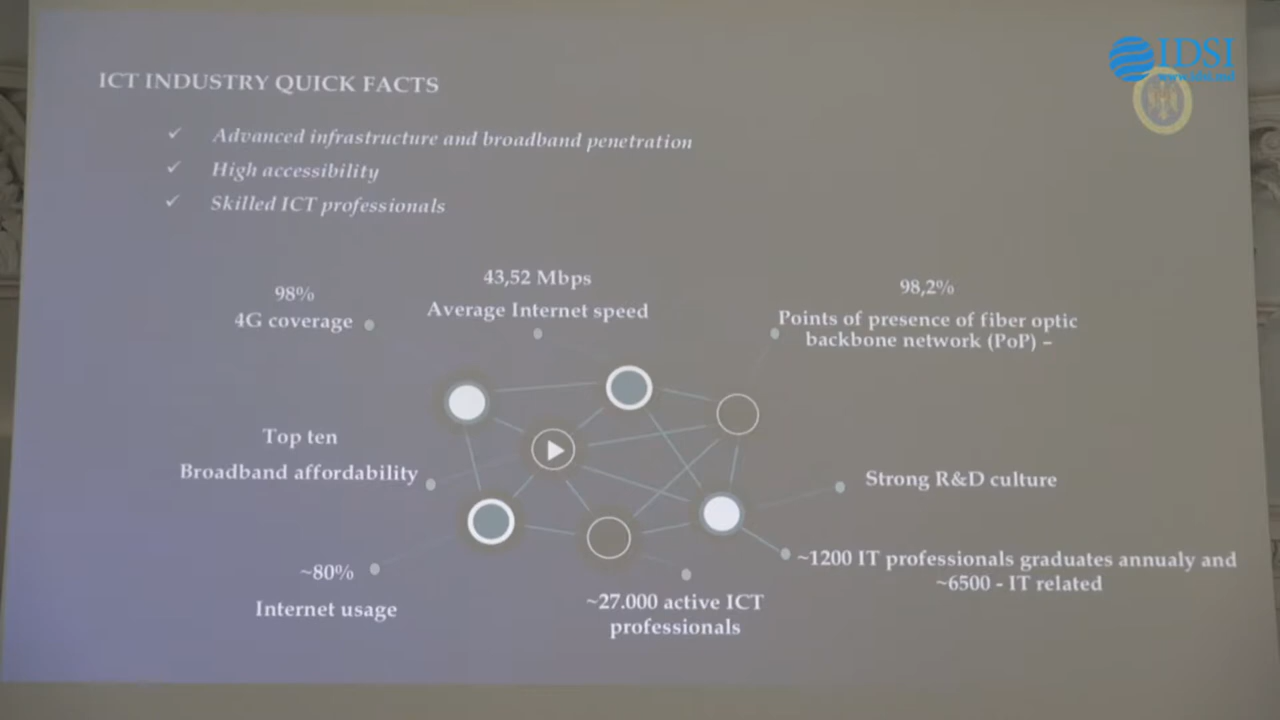 IDSI
www.idsi.md
ICT INDUSTRY QUICK FACTS
✓ Advanced infrastructure and broadband penetration
✓ High accessibility
✓ Skilled ICT professionals
98%
4G coverage
43,52 Mbps
Average Internet speed
98,2%
Points of presence of fiber optic
backbone network (PoP) –
Top ten
Broadband affordability
Strong R&D culture
~80%
Internet usage
~27.000 active ICT
professionals
~1200 IT professionals graduates annualy and
~6500 - IT related